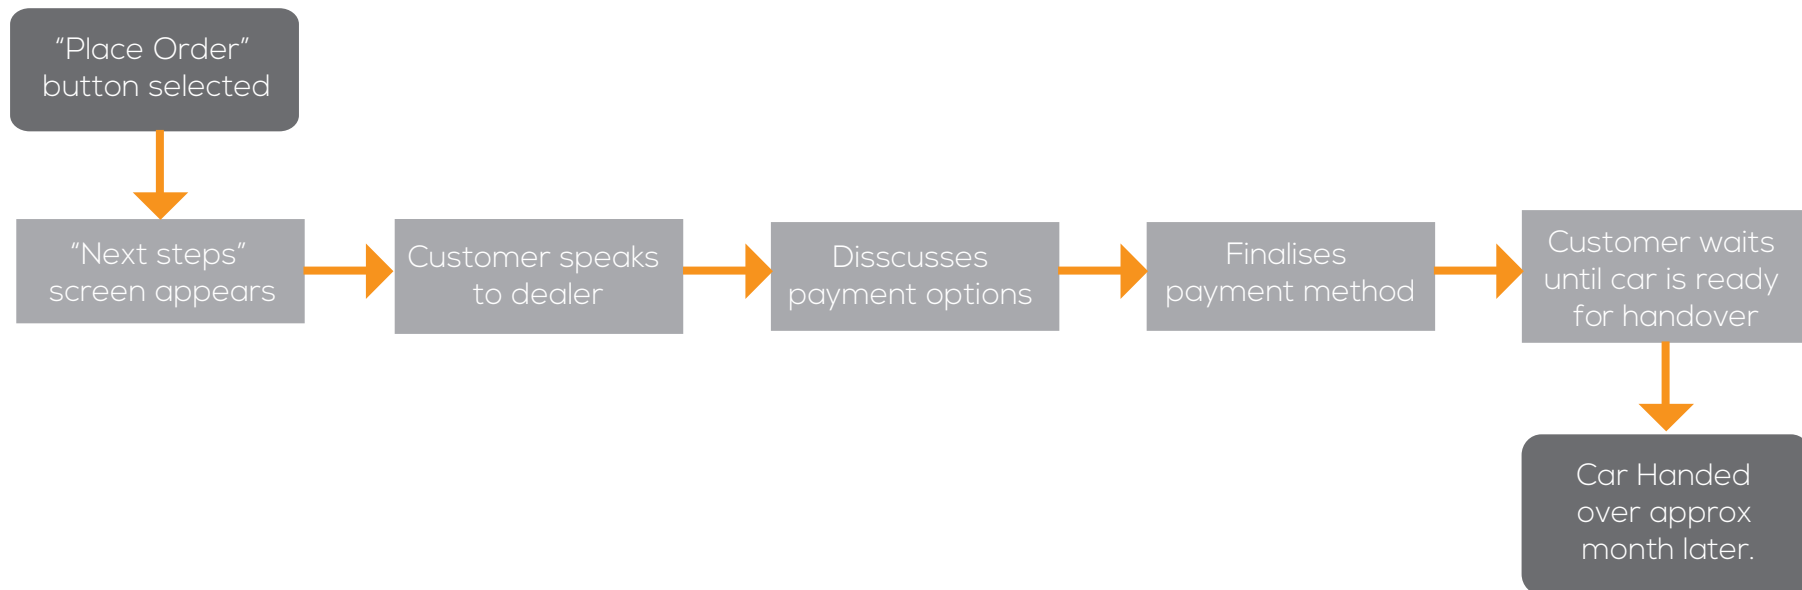 “Place Order”
button selected
“Next steps”
screen appears
Customer speaks
to dealer
Disscusses
payment options
Finalises
payment method
Customer waits
until car is ready
for handover
Car Handed
over approx
month later.